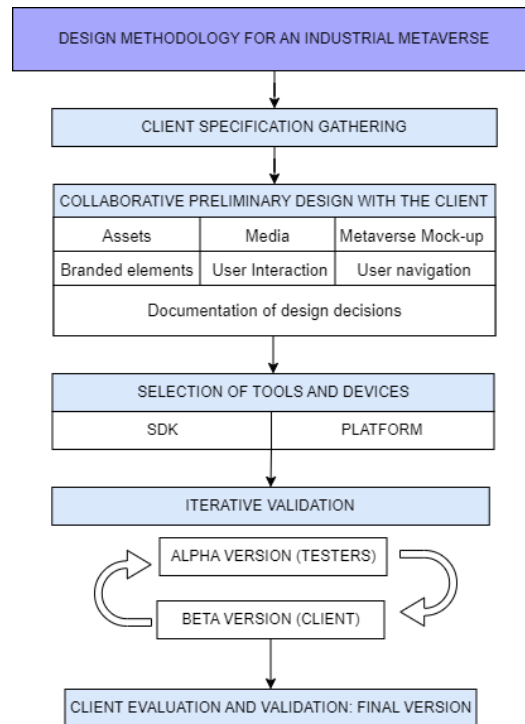 DESIGN METHODOLOGY FOR AN INDUSTRIAL METAVERSE
CLIENT SPECIFICATION GATHERING
COLLABORATIVE PRELIMINARY DESIGN WITH THE CLIENT
Assets
Media
Metaverse Mock-up
Branded elements
User Interaction
User navigation
Documentation of design decisions
SELECTION OF TOOLS AND DEVICES
SDK
PLATFORM
ITERATIVE VALIDATION
ALPHA VERSION (TESTERS)
BETA VERSION (CLIENT)
CLIENT EVALUATION AND VALIDATION: FINAL VERSION